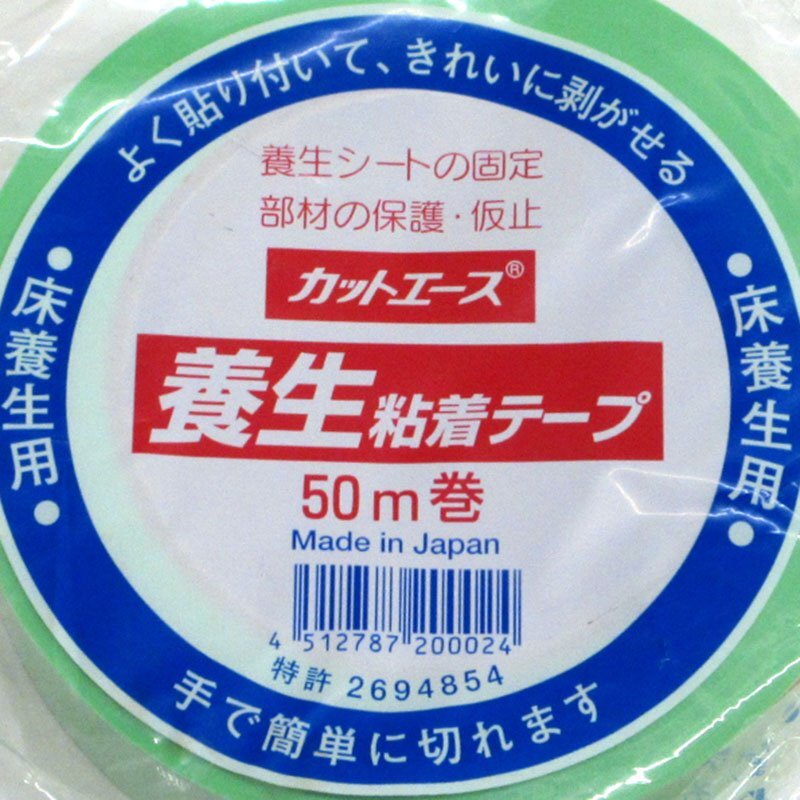 よく貼り付いて、きれいに剥がせる
養生シートの固定
部材の保護・仮止
カットエース®
養生粘着テープ
50m巻
Made in Japan
4 512787 200024
特許 2694854
・床養生用・
・床養生用・
手で簡単に切れます